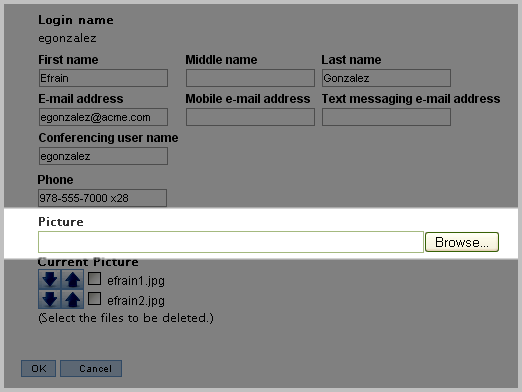 Login name
egonzalez
First name Middle name Last name
Efrain Gonzalez
E-mail address Mobile e-mail address Text messaging e-mail address
egonzalez@acme.com
Conferencing user name
egonzalez
Phone
978-555-7000 x28
Picture
Browse...
Current Picture
efrain1.jpg
efrain2.jpg
(Select the files to be deleted.)
OK Cancel